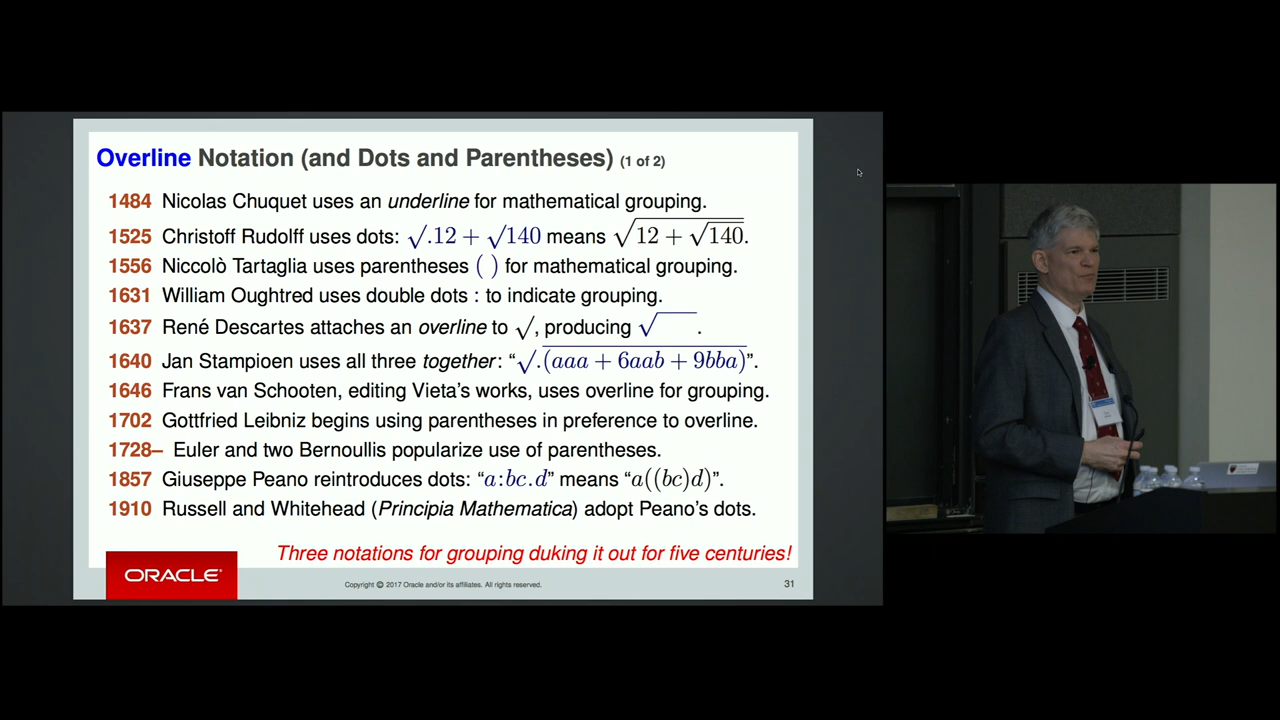 Overline Notation (and Dots and Parentheses) (1 of 2)
1484 Nicolas Chuquet uses an underline for mathematical grouping.
1525 Christoff Rudolff uses dots: √.12 + √140 means √(12 + √140).
1556 Niccolò Tartaglia uses parentheses ( ) for mathematical grouping.
1631 William Oughtred uses double dots : to indicate grouping.
1637 René Descartes attaches an overline to √, producing √‾‾‾.
1640 Jan Stampioen uses all three together: “√.(aaa + 6aab + 9bba)”.
1646 Frans van Schooten, editing Vieta’s works, uses overline for grouping.
1702 Gottfried Leibniz begins using parentheses in preference to overline.
1728– Euler and two Bernoullis popularize use of parentheses.
1857 Giuseppe Peano reintroduces dots: “a:bc.d” means “a((bc)d)”.
1910 Russell and Whitehead (Principia Mathematica) adopt Peano’s dots.
Three notations for grouping duking it out for five centuries!
ORACLE
Copyright © 2017 Oracle and/or its affiliates. All rights reserved.
31